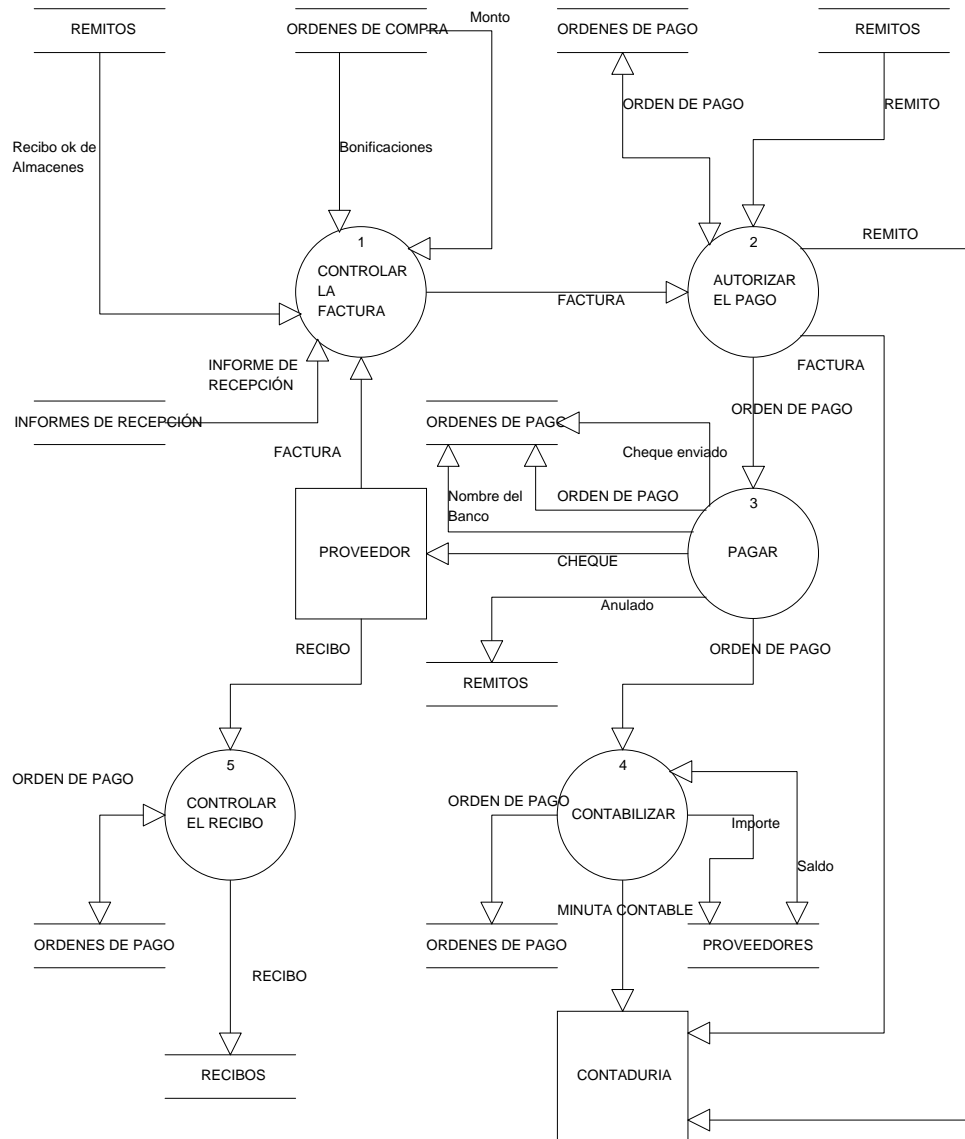 REMITOS
ORDENES DE COMPRA
Monto
ORDENES DE PAGO
REMITOS
ORDEN DE PAGO
REMITO
Recibo ok de
Almacenes
Bonificaciones
1
CONTROLAR
LA
FACTURA
2
AUTORIZAR
EL PAGO
REMITO
FACTURA
INFORME DE
RECEPCIÓN
FACTURA
INFORMES DE RECEPCIÓN
ORDENES DE PAGO
ORDEN DE PAGO
FACTURA
Cheque enviado
Nombre del
Banco
ORDEN DE PAGO
3
PAGAR
PROVEEDOR
CHEQUE
Anulado
RECIBO
ORDEN DE PAGO
REMITOS
5
CONTROLAR
EL RECIBO
ORDEN DE PAGO
4
CONTABILIZAR
ORDEN DE PAGO
Importe
Saldo
MINUTA CONTABLE
ORDENES DE PAGO
ORDENES DE PAGO
PROVEEDORES
RECIBO
RECIBOS
CONTADURIA